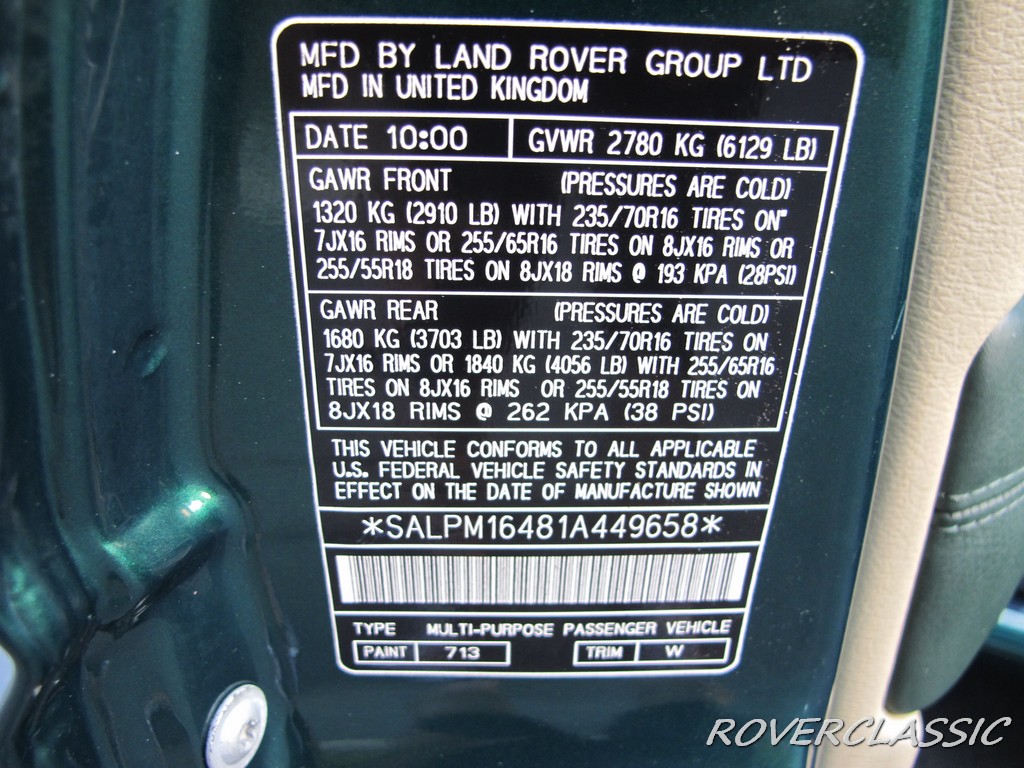 MFD BY LAND ROVER GROUP LTD
MFD IN UNITED KINGDOM
DATE 10:00 GVWR 2780 KG (6129 LB)
GAWR FRONT (PRESSURES ARE COLD)
1320 KG (2910 LB) WITH 235/70R16 TIRES ON"
7JX16 RIMS OR 255/65R16 TIRES ON 8JX16 RIMS OR
255/55R18 TIRES ON 8JX18 RIMS @ 193 KPA (28PSI)
GAWR REAR (PRESSURES ARE COLD)
1680 KG (3703 LB) WITH 235/70R16 TIRES ON
7JX16 RIMS OR 1840 KG (4056 LB) WITH 255/65R16
TIRES ON 8JX16 RIMS OR 255/55R18 TIRES ON
8JX18 RIMS @ 262 KPA (38 PSI)
THIS VEHICLE CONFORMS TO ALL APPLICABLE
U.S. FEDERAL VEHICLE SAFETY STANDARDS IN
EFFECT ON THE DATE OF MANUFACTURE SHOWN
*SALPM16481A449658*
TYPE MULTI-PURPOSE PASSENGER VEHICLE
PAINT 713 TRIM W
ROVERCLASSIC